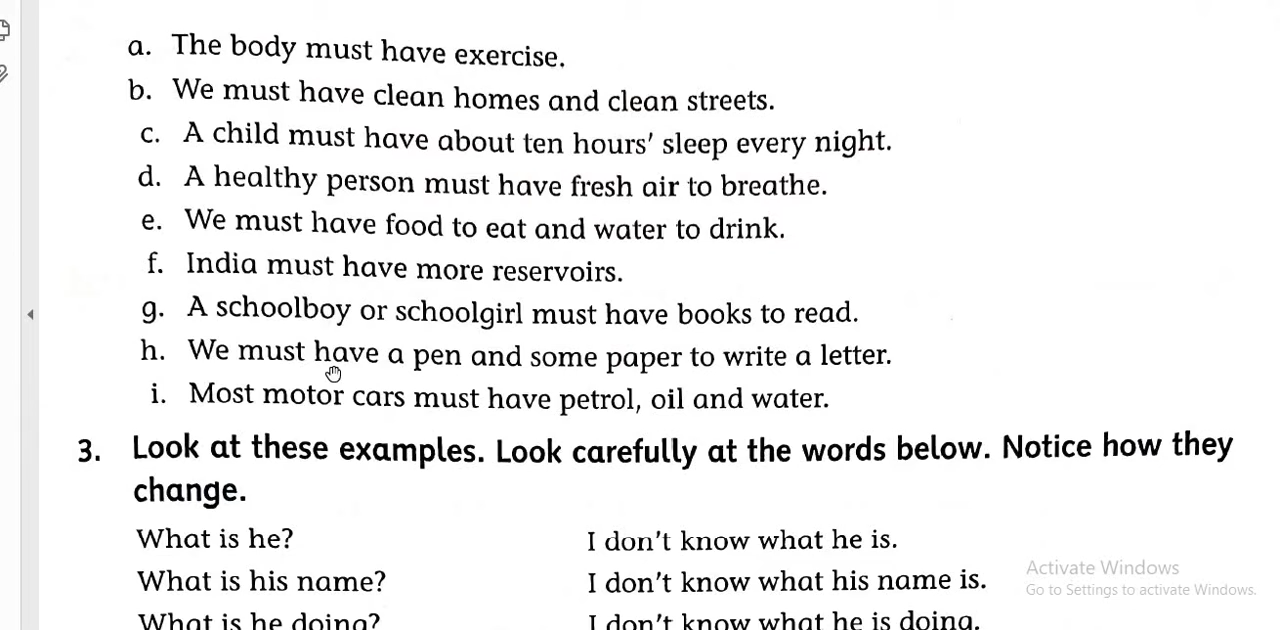 a. The body must have exercise.
b. We must have clean homes and clean streets.
c. A child must have about ten hours' sleep every night.
d. A healthy person must have fresh air to breathe.
e. We must have food to eat and water to drink.
f. India must have more reservoirs.
g. A schoolboy or schoolgirl must have books to read.
h. We must have a pen and some paper to write a letter.
i. Most motor cars must have petrol, oil and water.
3. Look at these examples. Look carefully at the words below. Notice how they
change.
What is he? I don't know what he is.
What is his name? I don't know what his name is.
What is he doing? I don't know what he is doing.
Activate Windows
Go to Settings to activate Windows.